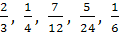 2/3, 1/4, 7/12, 5/24, 1/6